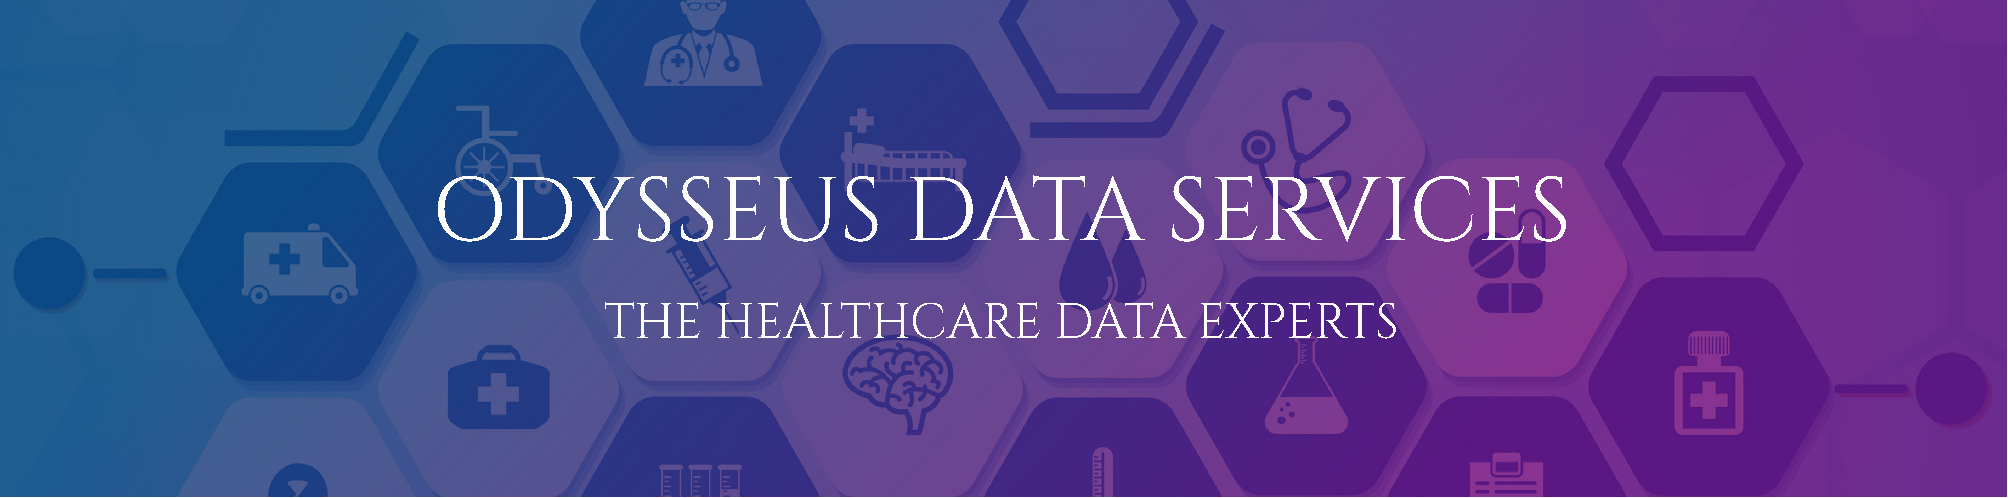 ODYSSEUS DATA SERVICES
THE HEALTHCARE DATA EXPERTS